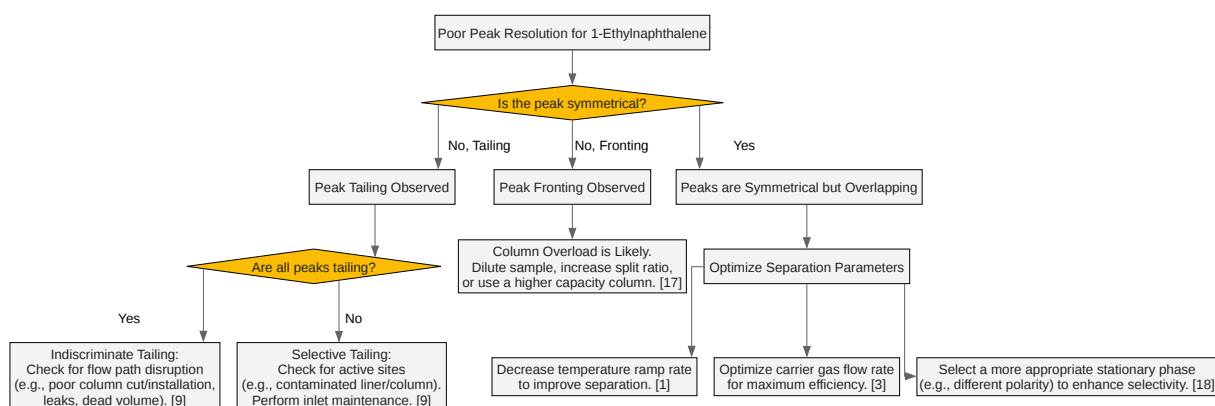 Poor Peak Resolution for 1-Ethylnaphthalene
Is the peak symmetrical?
No, Tailing
No, Fronting
Yes
Peak Tailing Observed
Peak Fronting Observed
Peaks are Symmetrical but Overlapping
Are all peaks tailing?
Column Overload is Likely.
Dilute sample, increase split ratio,
or use a higher capacity column. [17]
Optimize Separation Parameters
Yes
No
Indiscriminate Tailing:
Check for flow path disruption
(e.g., poor column cut/installation,
leaks, dead volume). [9]
Selective Tailing:
Check for active sites
(e.g., contaminated liner/column).
Perform inlet maintenance. [9]
Decrease temperature ramp rate
to improve separation. [1]
Optimize carrier gas flow rate
for maximum efficiency. [3]
Select a more appropriate stationary phase
(e.g., different polarity) to enhance selectivity. [18]